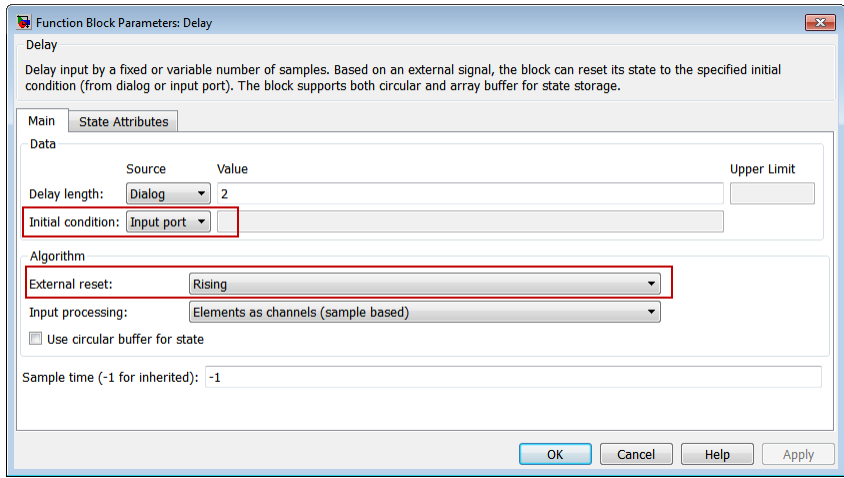 Function Block Parameters: Delay
Delay
Delay input by a fixed or variable number of samples. Based on an external signal, the block can reset its state to the specified initial
condition (from dialog or input port). The block supports both circular and array buffer for state storage.
Main State Attributes
Data
Source Value Upper Limit
Delay length: Dialog 2
Initial condition: Input port
Algorithm
External reset: Rising
Input processing: Elements as channels (sample based)
Use circular buffer for state
Sample time (-1 for inherited): -1
OK Cancel Help Apply